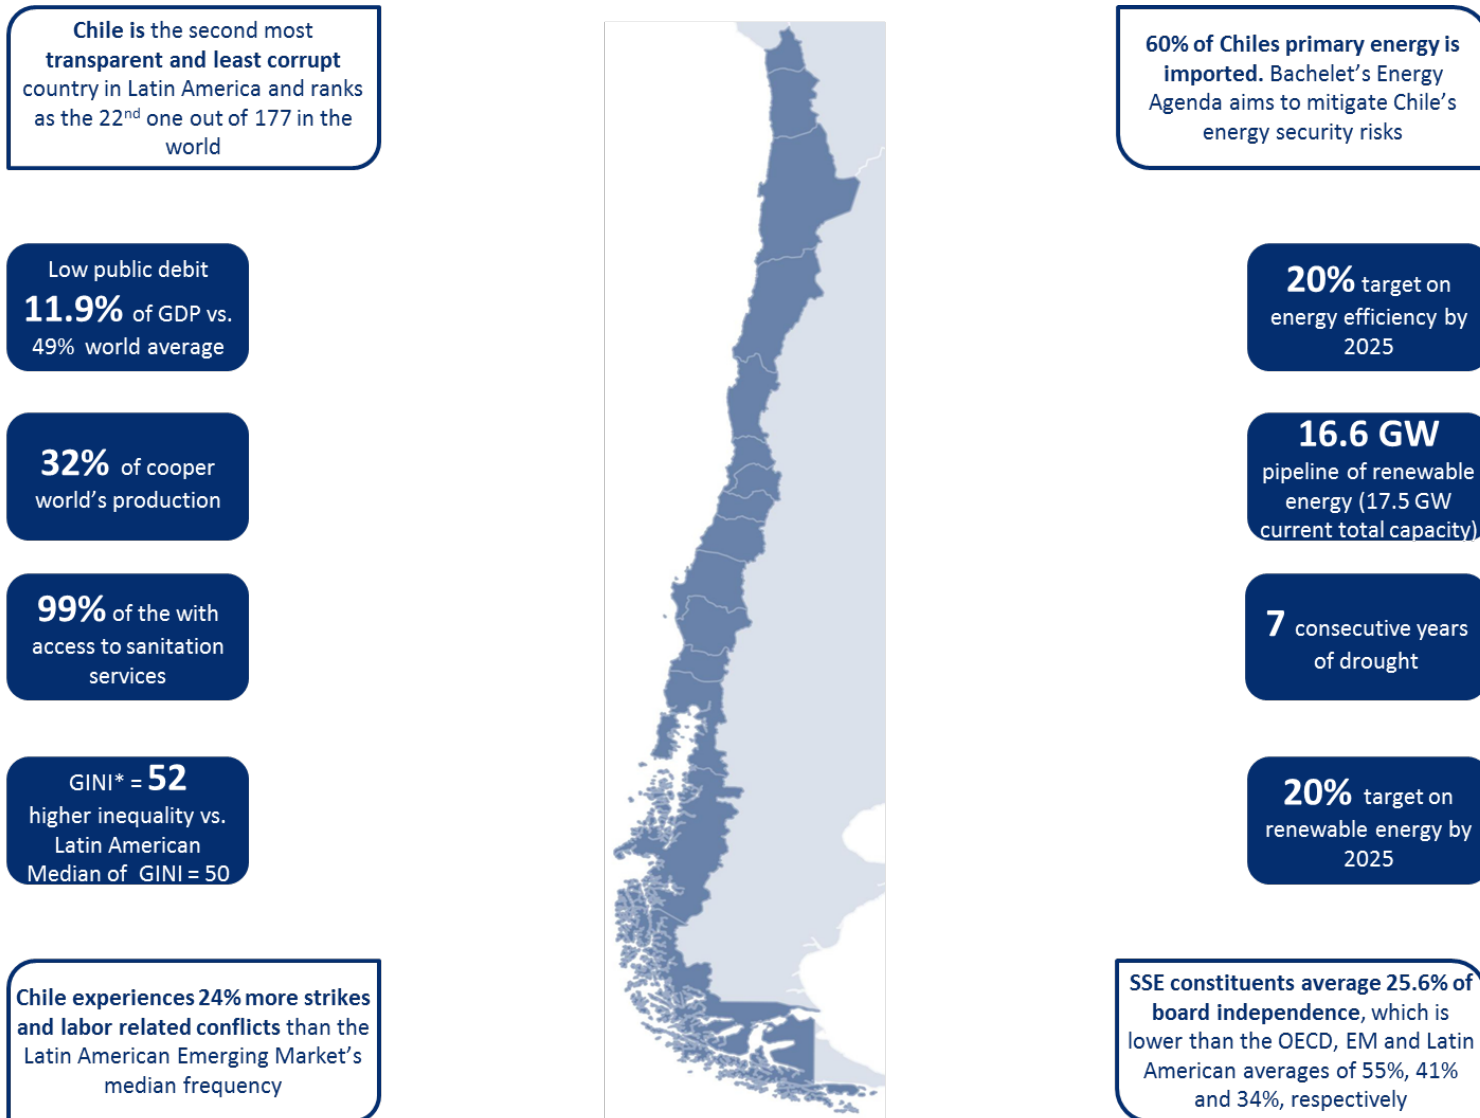 Chile is the second most
transparent and least corrupt
country in Latin America and ranks
as the 22nd one out of 177 in the
world
Low public debit
11.9% of GDP vs.
49% world average
32% of cooper
world's production
99% of the with
access to sanitation
services
GINI* = 52
higher inequality vs.
Latin American
Median of GINI = 50
Chile experiences 24% more strikes
and labor related conflicts than the
Latin American Emerging Market's
median frequency
60% of Chiles primary energy is
imported. Bachelet's Energy
Agenda aims to mitigate Chile's
energy security risks
20% target on
energy efficiency by
2025
16.6 GW
pipeline of renewable
energy (17.5 GW
current total capacity)
7 consecutive years
of drought
20% target on
renewable energy by
2025
SSE constituents average 25.6% of
board independence, which is
lower than the OECD, EM and Latin
American averages of 55%, 41%
and 34%, respectively